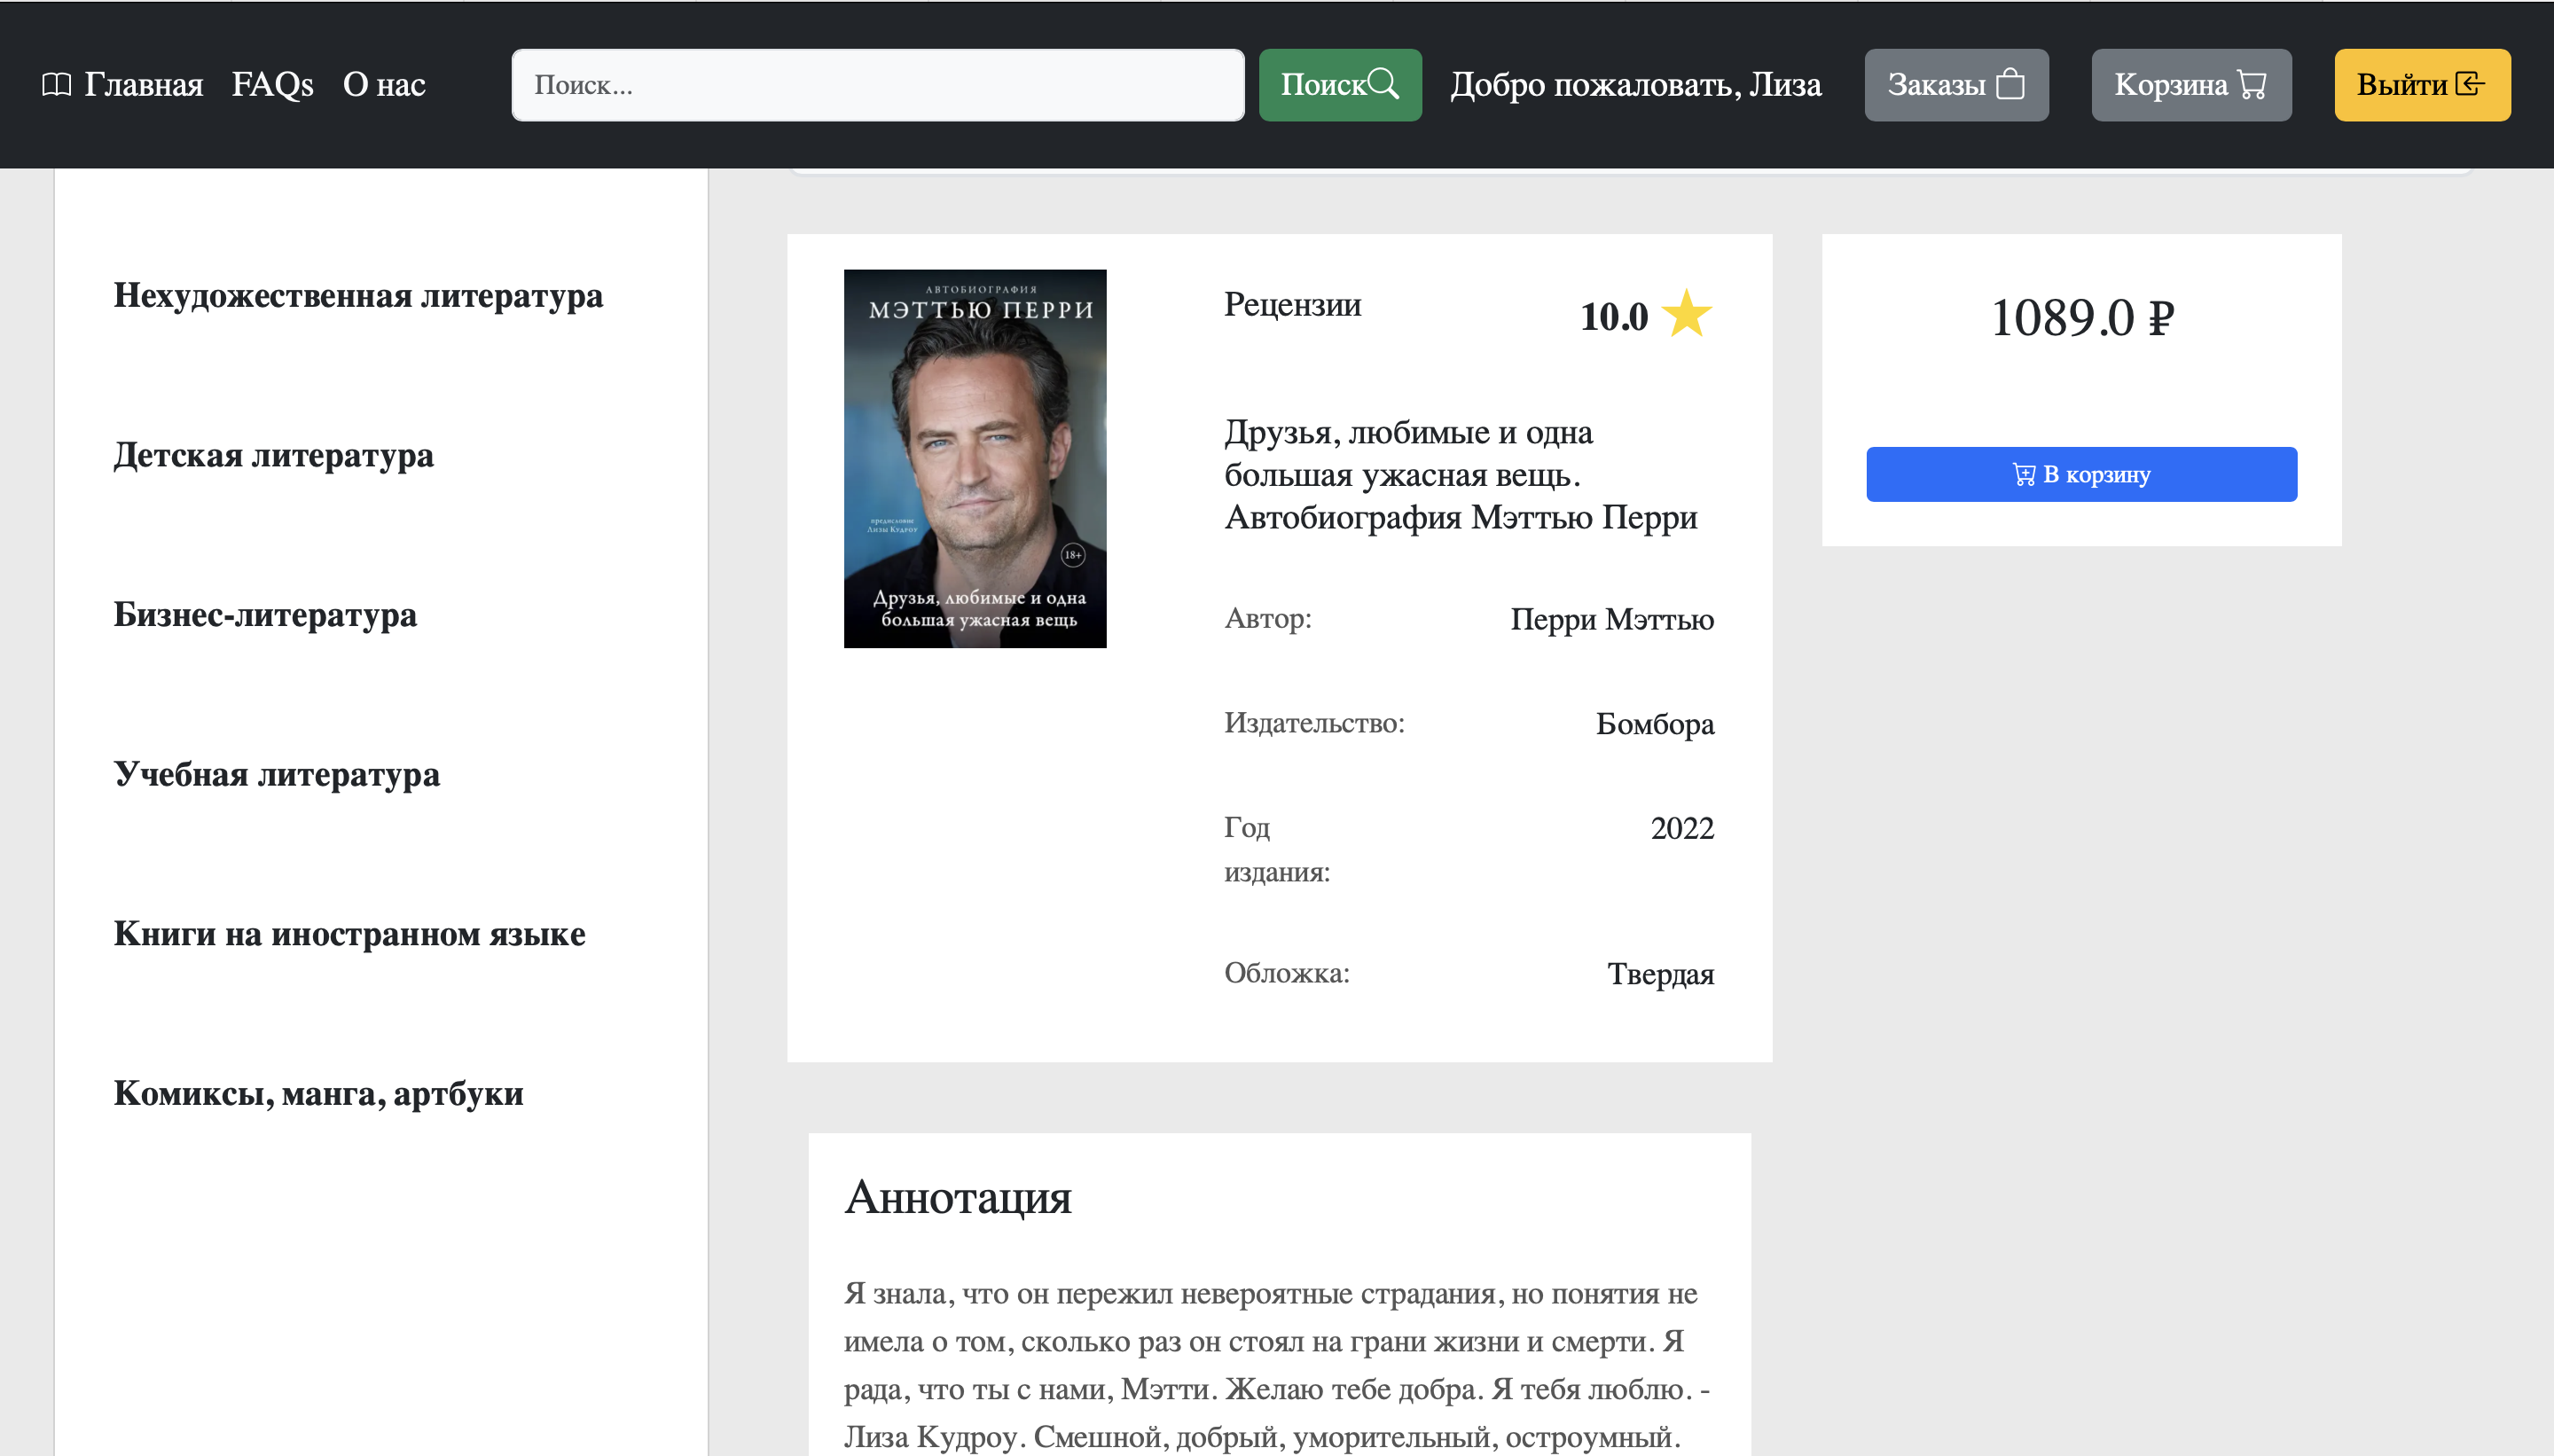 Главная FAQs О нас Поиск... Поиск Добро пожаловать, Лиза Заказы Корзина Выйти
Нехудожественная литература
Детская литература
Бизнес-литература
Учебная литература
Книги на иностранном языке
Комиксы, манга, артбуки
АВТОБИОГРАФИЯ
МЭТТЬЮ ПЕРРИ
предисловие
Лизы Кудроу
18+
Друзья, любимые и одна
большая ужасная вещь
Рецензии 10.0
Друзья, любимые и одна
большая ужасная вещь.
Автобиография Мэттью Перри
Автор: Перри Мэттью
Издательство: Бомбора
Год 2022
издания:
Обложка: Твердая
1089.0 ₽
В корзину
Аннотация
Я знала, что он пережил невероятные страдания, но понятия не
имела о том, сколько раз он стоял на грани жизни и смерти. Я
рада, что ты с нами, Мэтти. Желаю тебе добра. Я тебя люблю. -
Лиза Кудроу. Смешной, добрый, уморительный, остроумный.